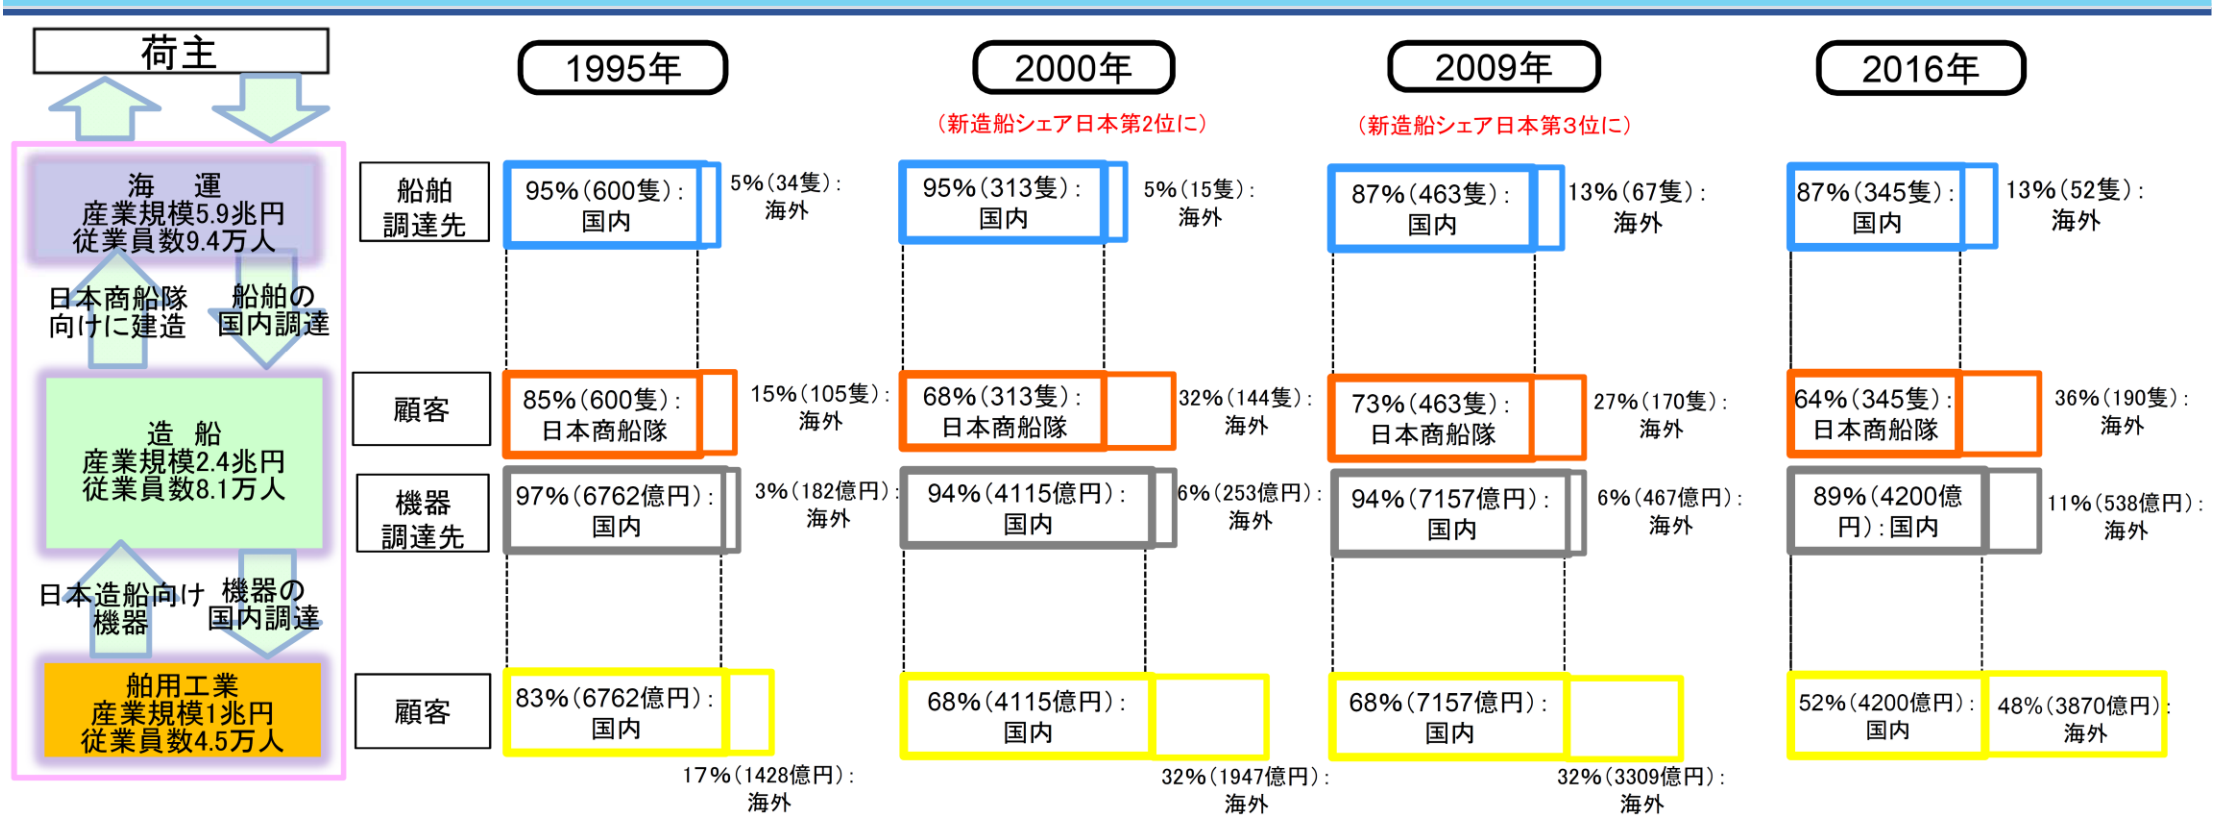 荷主
海　運
産業規模5.9兆円
従業員数9.4万人
日本商船隊
向けに建造
船舶の
国内調達
造　船
産業規模2.4兆円
従業員数8.1万人
日本造船向け
機器
機器の
国内調達
舶用工業
産業規模1兆円
従業員数4.5万人
1995年
2000年
2009年
2016年
(新造船シェア日本第2位に)
(新造船シェア日本第3位に)
船舶
調達先
95%(600隻):
国内
5%(34隻):
海外
95%(313隻):
国内
5%(15隻):
海外
87%(463隻):
国内
13%(67隻):
海外
87%(345隻):
国内
13%(52隻):
海外
顧客
85%(600隻):
日本商船隊
15%(105隻):
海外
68%(313隻):
日本商船隊
32%(144隻):
海外
73%(463隻):
日本商船隊
27%(170隻):
海外
64%(345隻):
日本商船隊
36%(190隻):
海外
機器
調達先
97%(6762億円):
国内
3%(182億円):
海外
94%(4115億円):
国内
6%(253億円):
海外
94%(7157億円):
国内
6%(467億円):
海外
89%(4200億
円):国内
11%(538億円):
海外
顧客
83%(6762億円):
国内
17%(1428億円):
海外
68%(4115億円):
国内
32%(1947億円):
海外
68%(7157億円):
国内
32%(3309億円):
海外
52%(4200億円):
国内
48%(3870億円):
海外